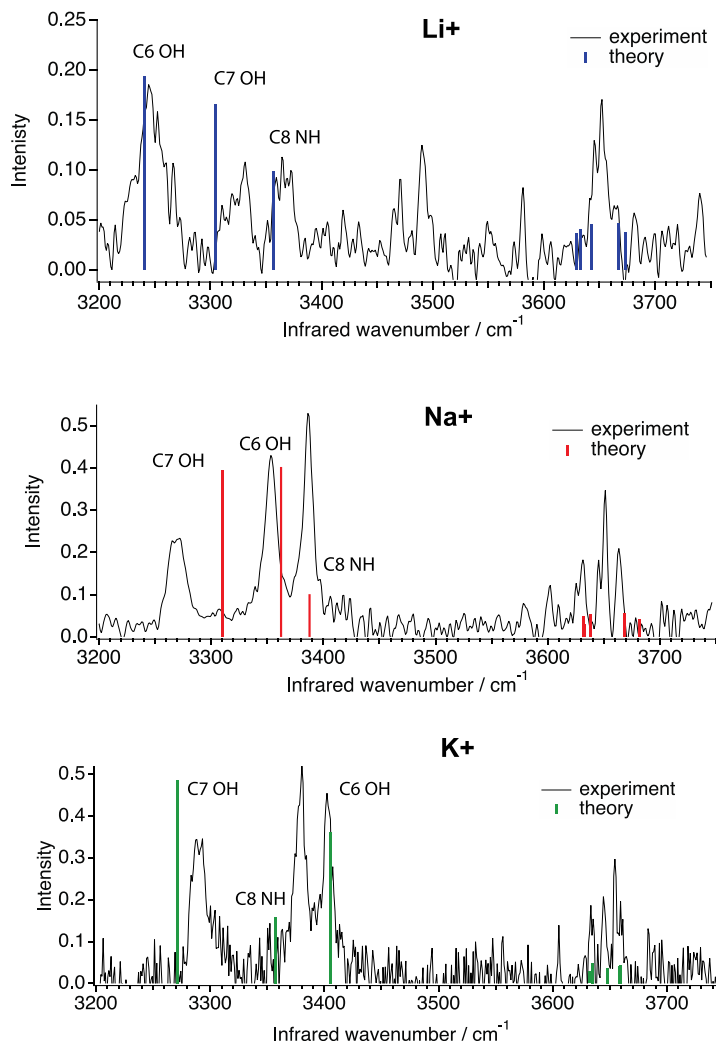 Li+
0.25
C6 OH
experiment
theory
0.20
C7 OH
C8 NH
0.15
Intenisty
0.10
0.05
0.00
3200 3300 3400 3500 3600 3700
Infrared wavenumber / cm-1
Na+
0.5
experiment
theory
C6 OH
C7 OH
0.4
0.3
Intensity
0.2
C8 NH
0.1
0.0
3200 3300 3400 3500 3600 3700
Infrared wavenumber / cm-1
K+
0.5
C7 OH
C6 OH
experiment
theory
0.4
0.3
Intensity
0.2
C8 NH
0.1
0.0
3200 3300 3400 3500 3600 3700
Infrared wavenumber / cm-1